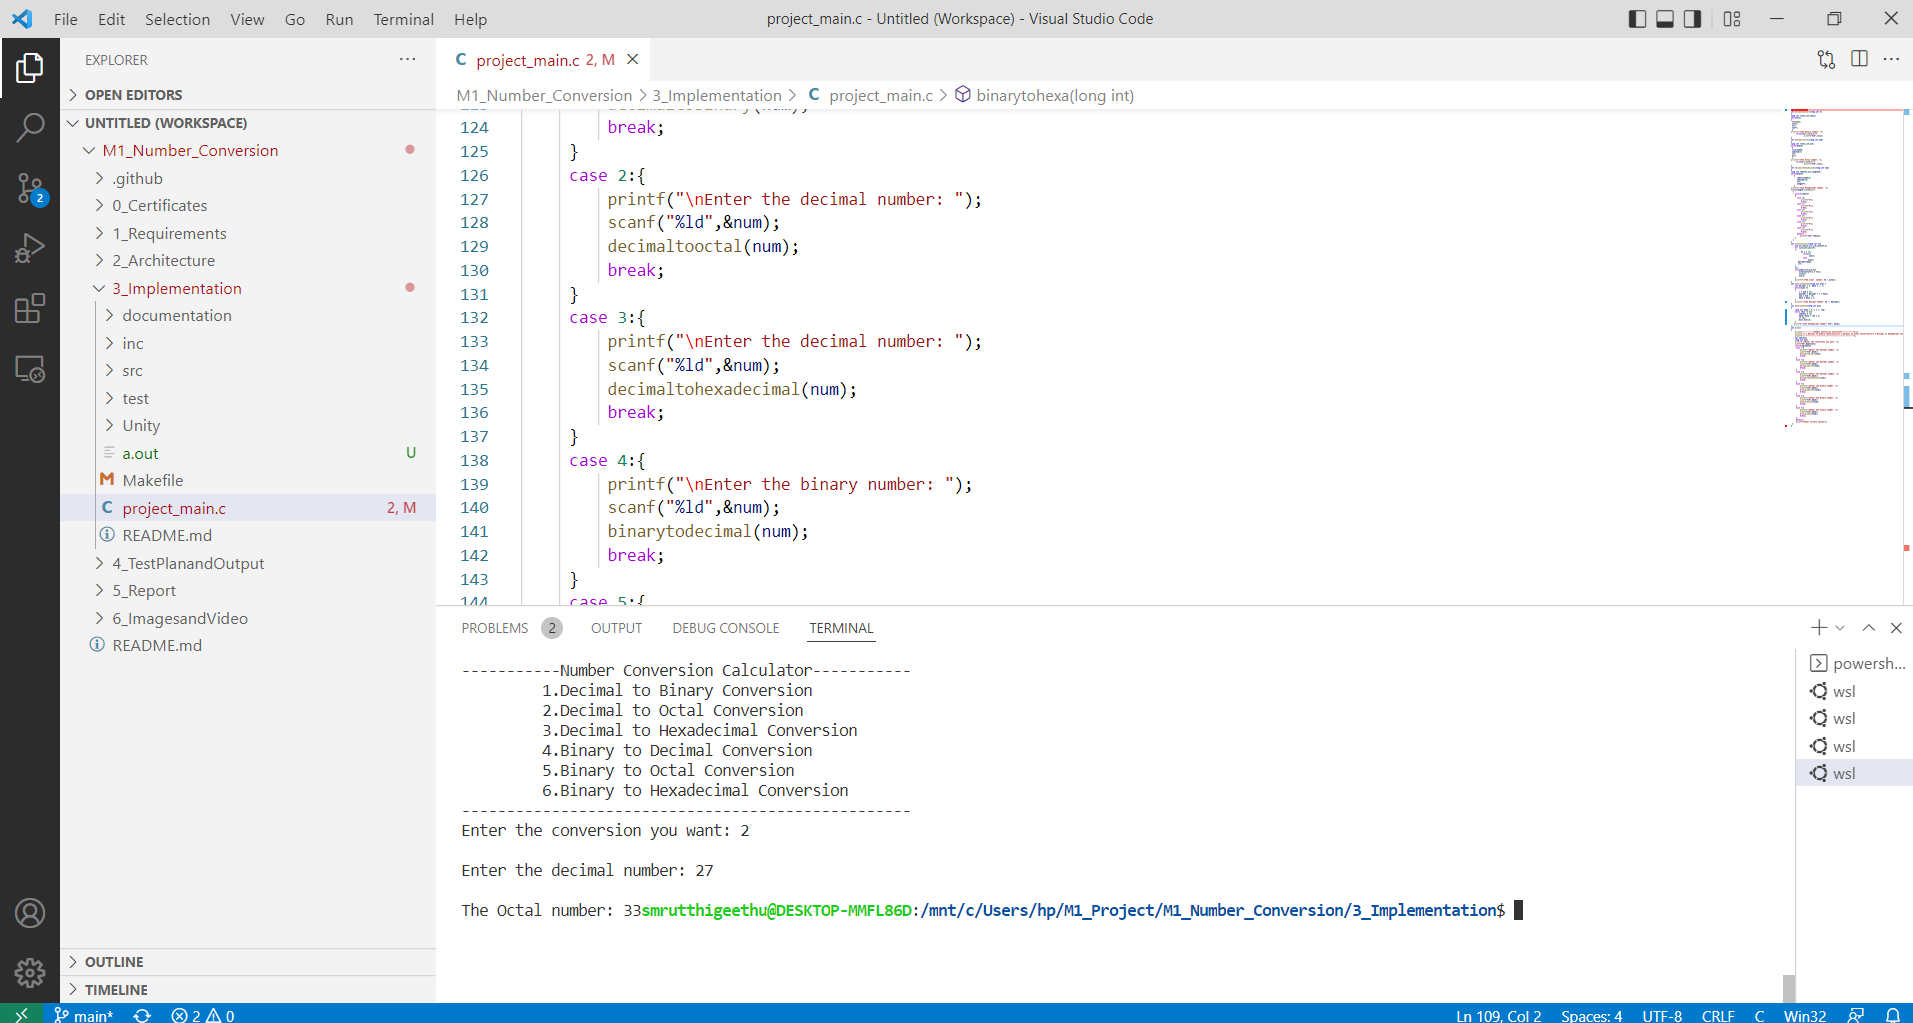 File Edit Selection View Go Run Terminal Help
project_main.c - Untitled (Workspace) - Visual Studio Code
EXPLORER
OPEN EDITORS
UNTITLED (WORKSPACE)
M1_Number_Conversion
.github
0_Certificates
1_Requirements
2_Architecture
3_Implementation
documentation
inc
src
test
Unity
a.out U
M Makefile
C project_main.c 2, M
README.md
4_TestPlanandOutput
5_Report
6_ImagesandVideo
README.md
OUTLINE
TIMELINE
2
C project_main.c 2, M
M1_Number_Conversion > 3_Implementation > C project_main.c > binarytohexa(long int)
124 break;
125 }
126 case 2:{
127 printf("\nEnter the decimal number: ");
128 scanf("%ld",&num);
129 decimaltooctal(num);
130 break;
131 }
132 case 3:{
133 printf("\nEnter the decimal number: ");
134 scanf("%ld",&num);
135 decimaltohexadecimal(num);
136 break;
137 }
138 case 4:{
139 printf("\nEnter the binary number: ");
140 scanf("%ld",&num);
141 binarytodecimal(num);
142 break;
143 }
144 case 5:{
PROBLEMS 2 OUTPUT DEBUG CONSOLE TERMINAL
-----------Number Conversion Calculator-----------
1.Decimal to Binary Conversion
2.Decimal to Octal Conversion
3.Decimal to Hexadecimal Conversion
4.Binary to Decimal Conversion
5.Binary to Octal Conversion
6.Binary to Hexadecimal Conversion
--------------------------------------------------
Enter the conversion you want: 2
Enter the decimal number: 27
The Octal number: 33smrutthigeethu@DESKTOP-MMFL86D:/mnt/c/Users/hp/M1_Project/M1_Number_Conversion/3_Implementation$
powersh...
wsl
wsl
wsl
wsl
main* 2 0
Ln 109, Col 2 Spaces: 4 UTF-8 CRLF C Win32